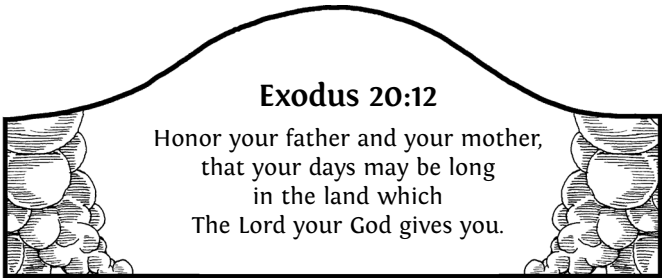 Exodus 20:12
Honor your father and your mother,
that your days may be long
in the land which
The Lord your God gives you.